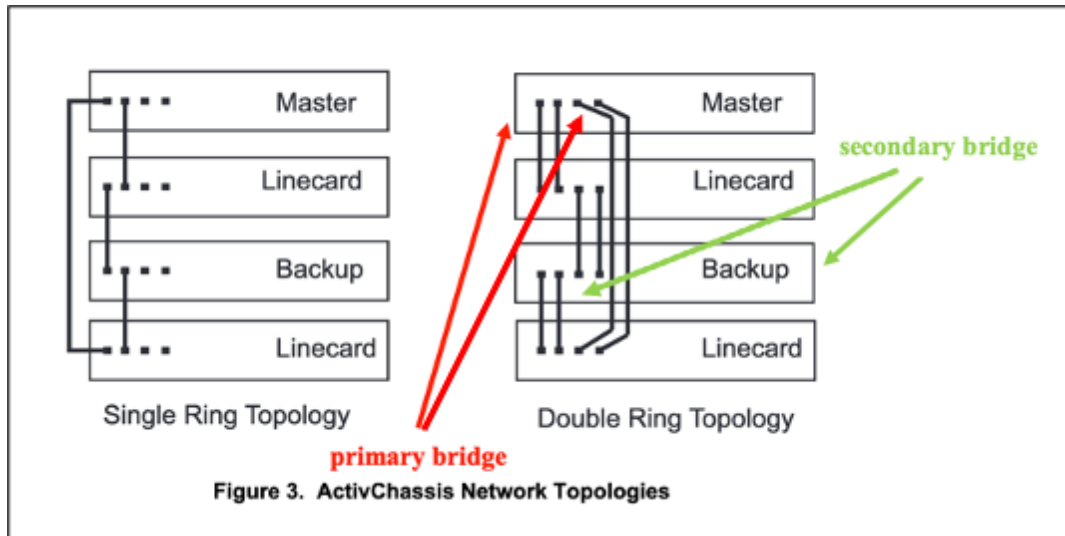 Master
Linecard
Backup
Linecard
Single Ring Topology
Master
Linecard
Backup
Linecard
Double Ring Topology
secondary bridge
primary bridge
Figure 3. ActivChassis Network Topologies